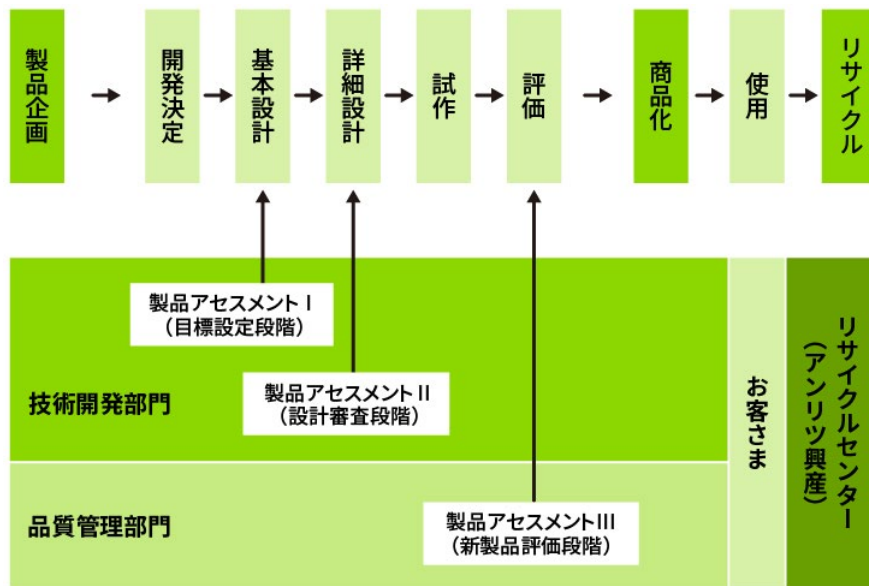 製品企画
開発決定
基本設計
詳細設計
試作
評価
商品化
使用
リサイクル
製品アセスメントⅠ
（目標設定段階）
技術開発部門
製品アセスメントⅡ
（設計審査段階）
品質管理部門
製品アセスメントⅢ
（新製品評価段階）
お客さま
リサイクルセンター
（アンリツ興産）